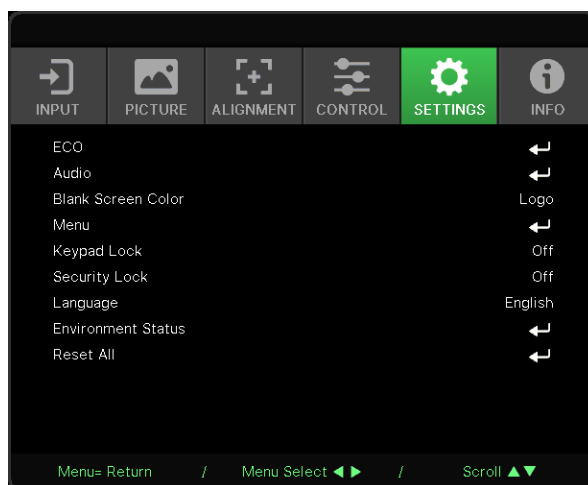 INPUT PICTURE ALIGNMENT CONTROL SETTINGS INFO
ECO
Audio
Blank Screen Color Logo
Menu
Keypad Lock Off
Security Lock Off
Language English
Environment Status
Reset All
Menu= Return / Menu Select ◀ ▶ / Scroll ▲▼